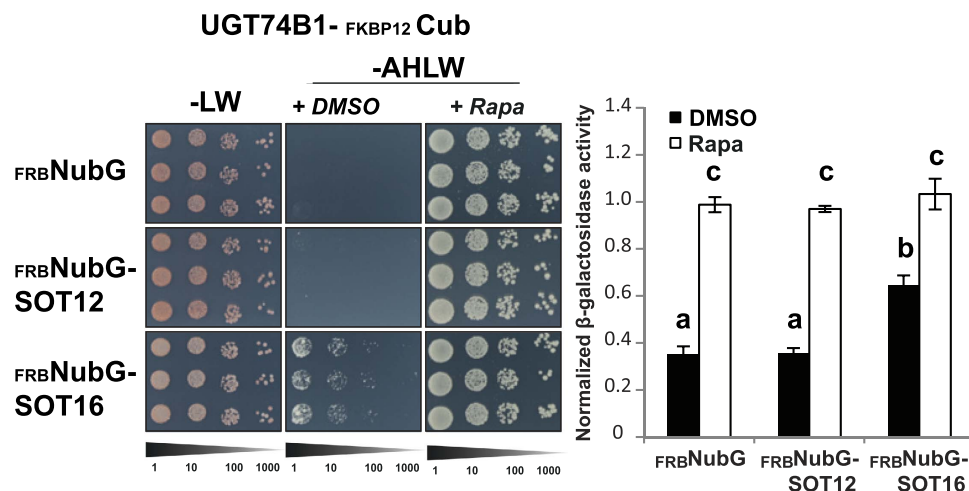 UGT74B1- FKBP12 Cub
-AHLW
-LW
+ DMSO
+ Rapa
FRBNubG
FRBNubG-
SOT12
FRBNubG-
SOT16
1 10 100 1000
1 10 100 1000
1 10 100 1000
Normalized β-galactosidase activity
1.4
1.2
1.0
0.8
0.6
0.4
0.2
0
DMSO
Rapa
a
c
a
c
b
c
FRBNubG
FRBNubG-
SOT12
FRBNubG-
SOT16